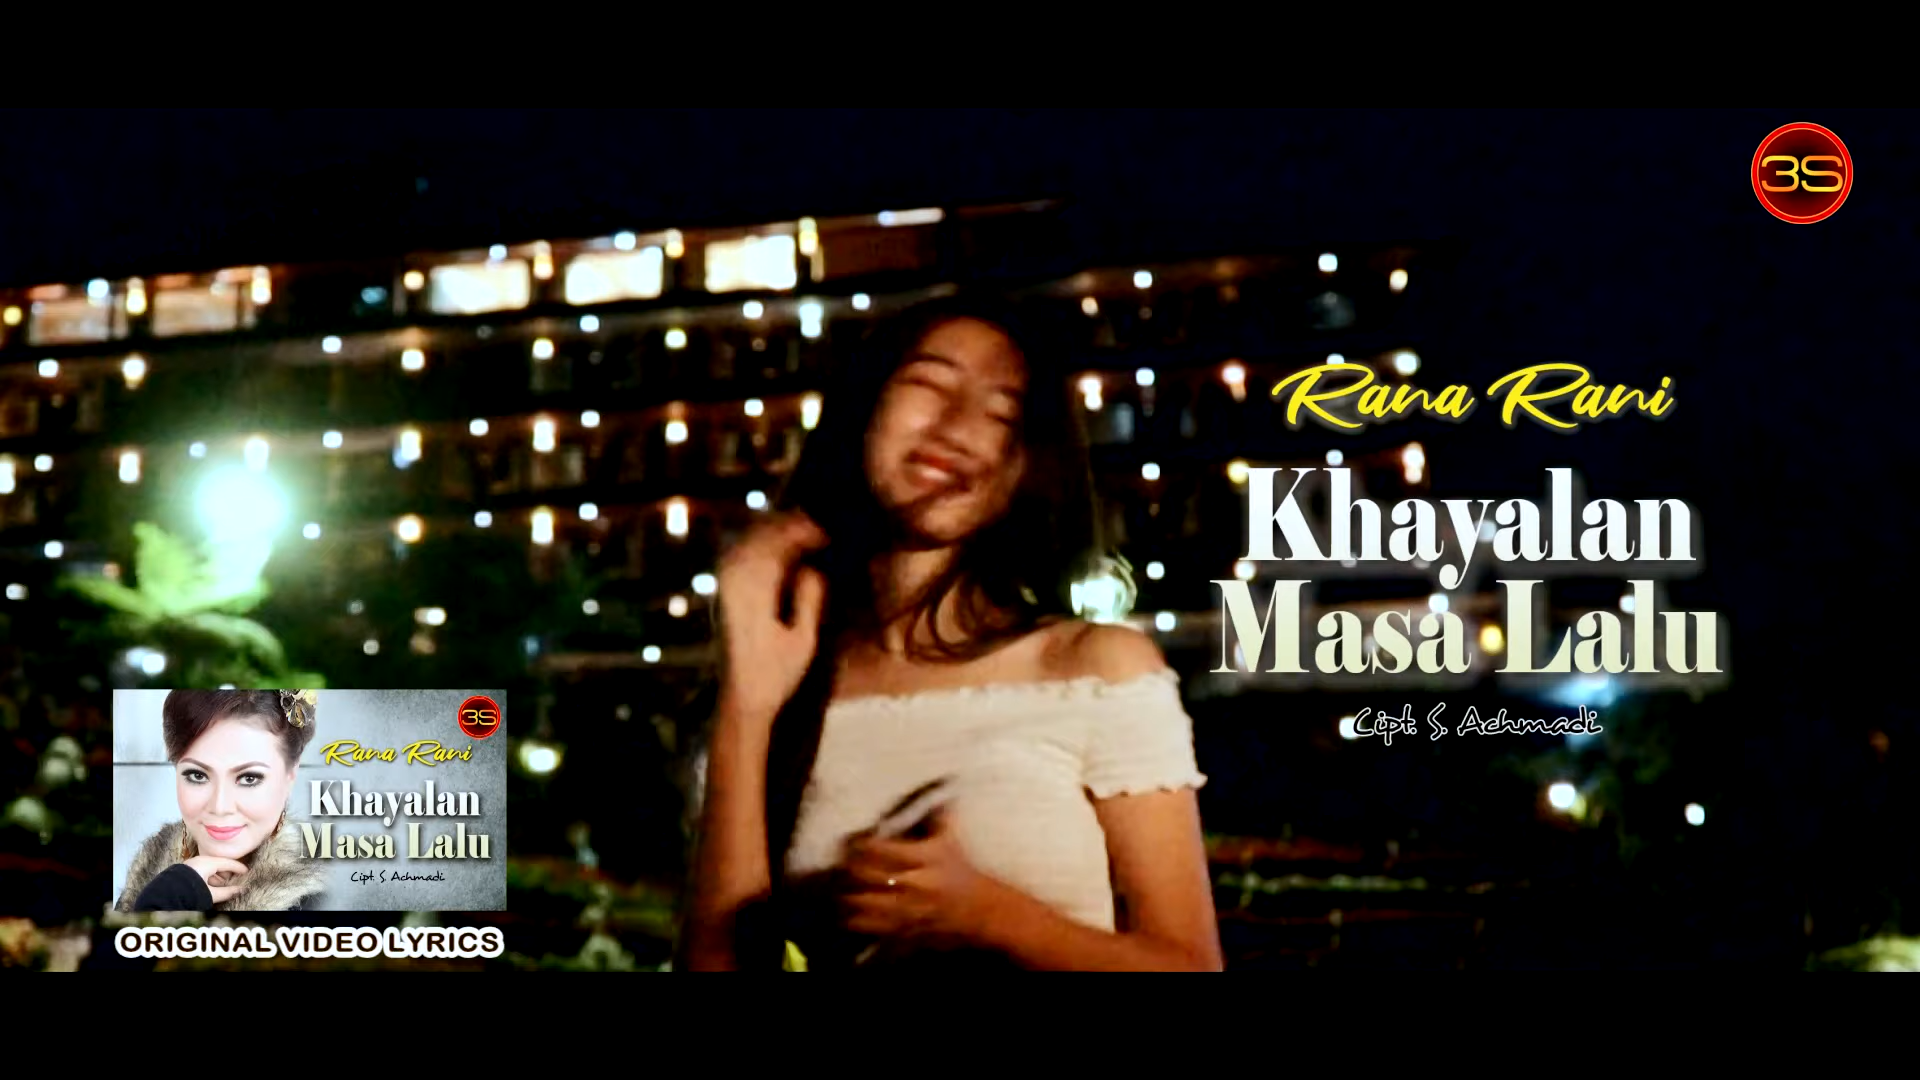 3S
Rana Rani
Khayalan
Masa Lalu
Cipt. S. Achmadi
3S
Rana Rani
Khayalan
Masa Lalu
Cipt. S. Achmadi
ORIGINAL VIDEO LYRICS